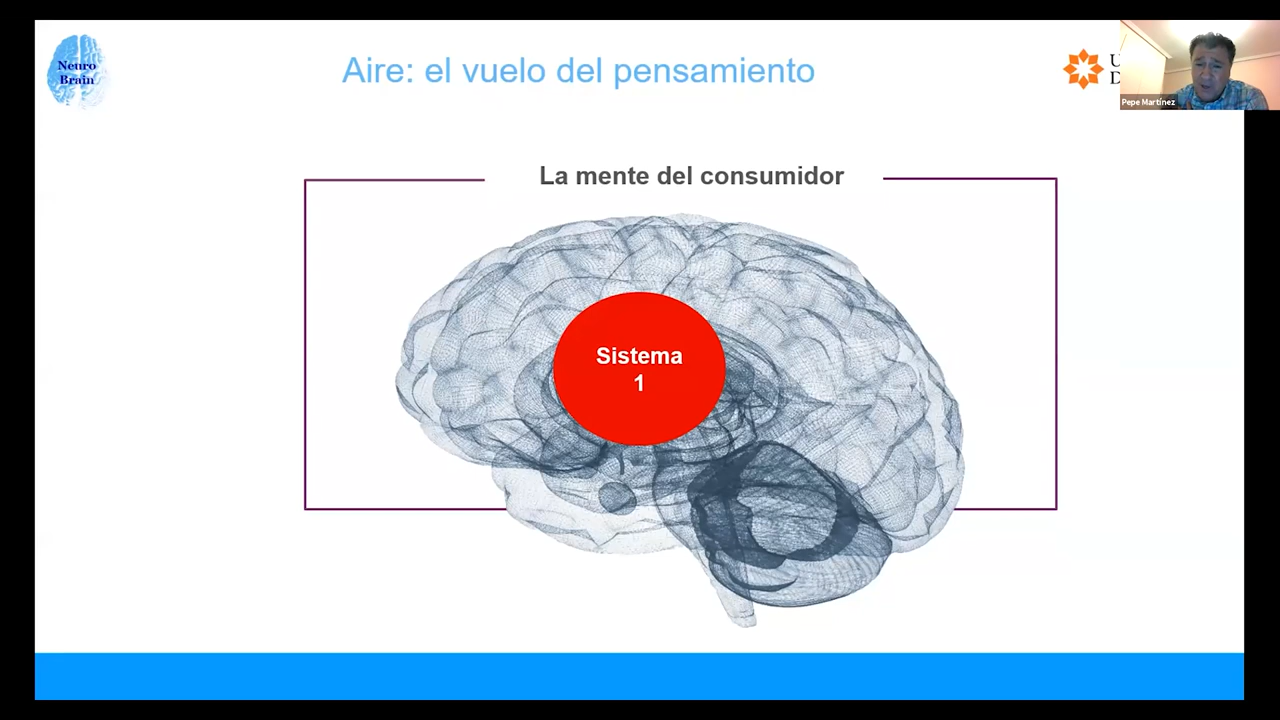 Neuro
Brain
Aire: el vuelo del pensamiento
Pepe Martínez
La mente del consumidor
Sistema
1